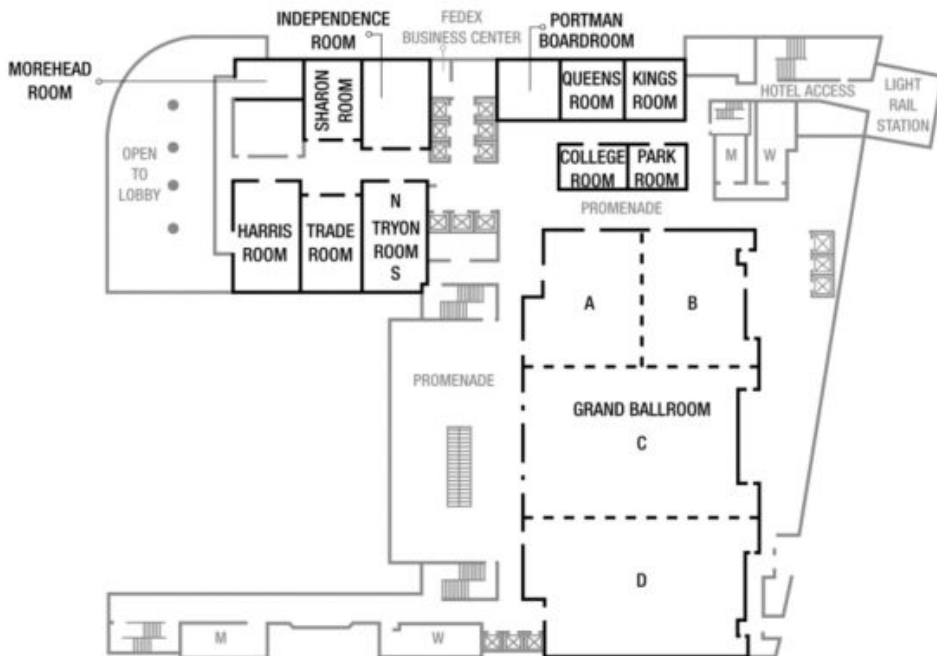 INDEPENDENCE
ROOM
FEDEX
BUSINESS CENTER
PORTMAN
BOARDROOM
MOREHEAD
ROOM
SHARON
ROOM
QUEENS
ROOM
KINGS
ROOM
HOTEL ACCESS
LIGHT
RAIL
STATION
OPEN
TO
LOBBY
COLLEGE
ROOM
PARK
ROOM
M
W
PROMENADE
HARRIS
ROOM
TRADE
ROOM
N
TRYON
ROOM
S
A
B
PROMENADE
GRAND BALLROOM
C
D
M
W